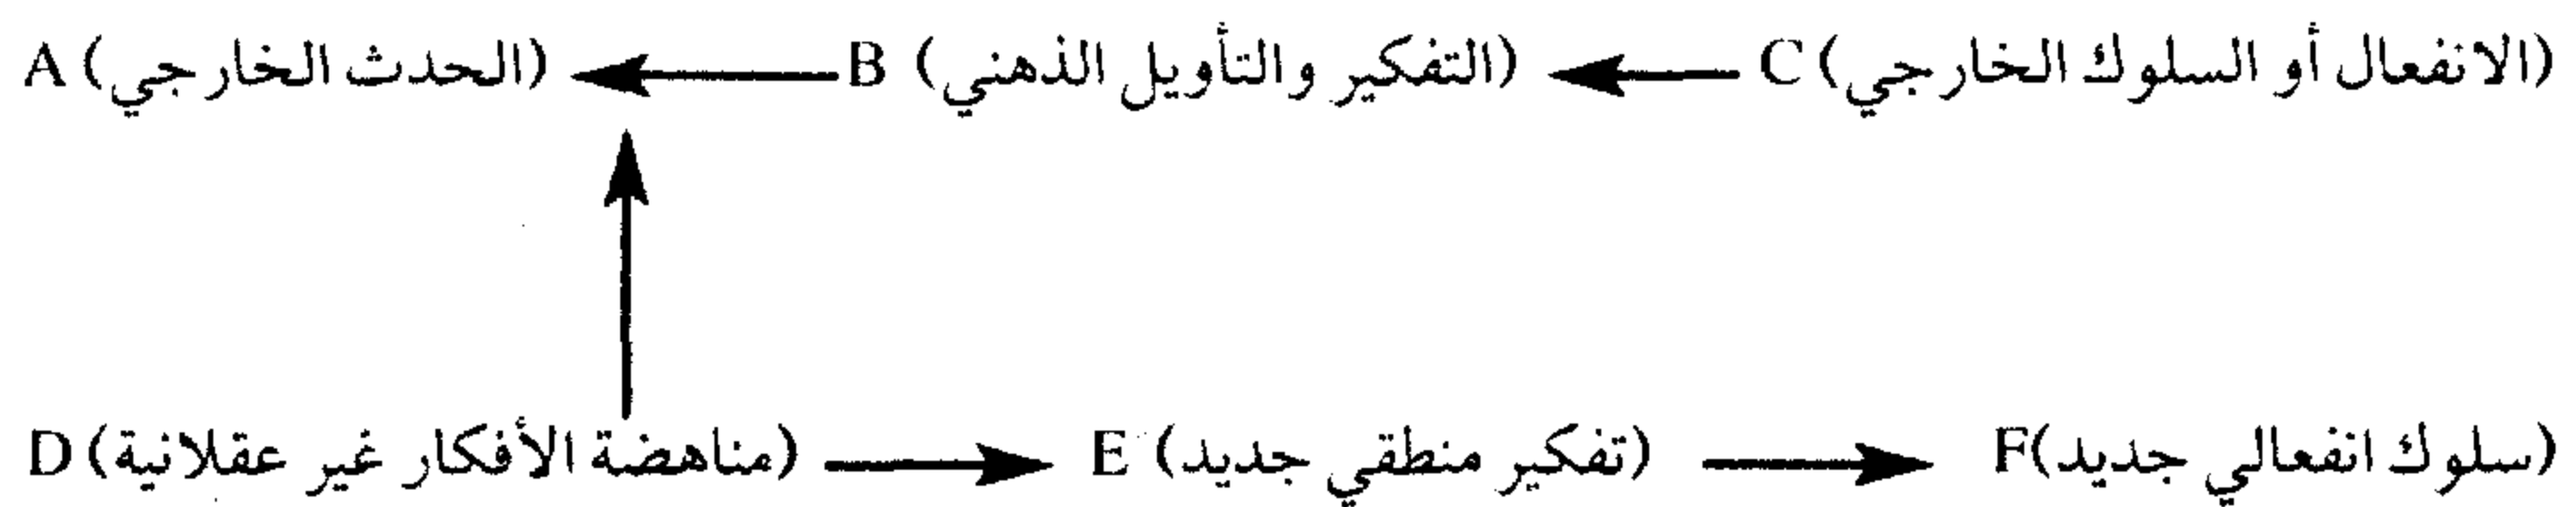 A (الحدث الخارجي) B (التفكير والتأويل الذهني) C (الانفعال أو السلوك الخارجي)
D (مناهضة الأفكار غير عقلانية) E (تفكير منطقي جديد) F (سلوك انفعالي جديد)